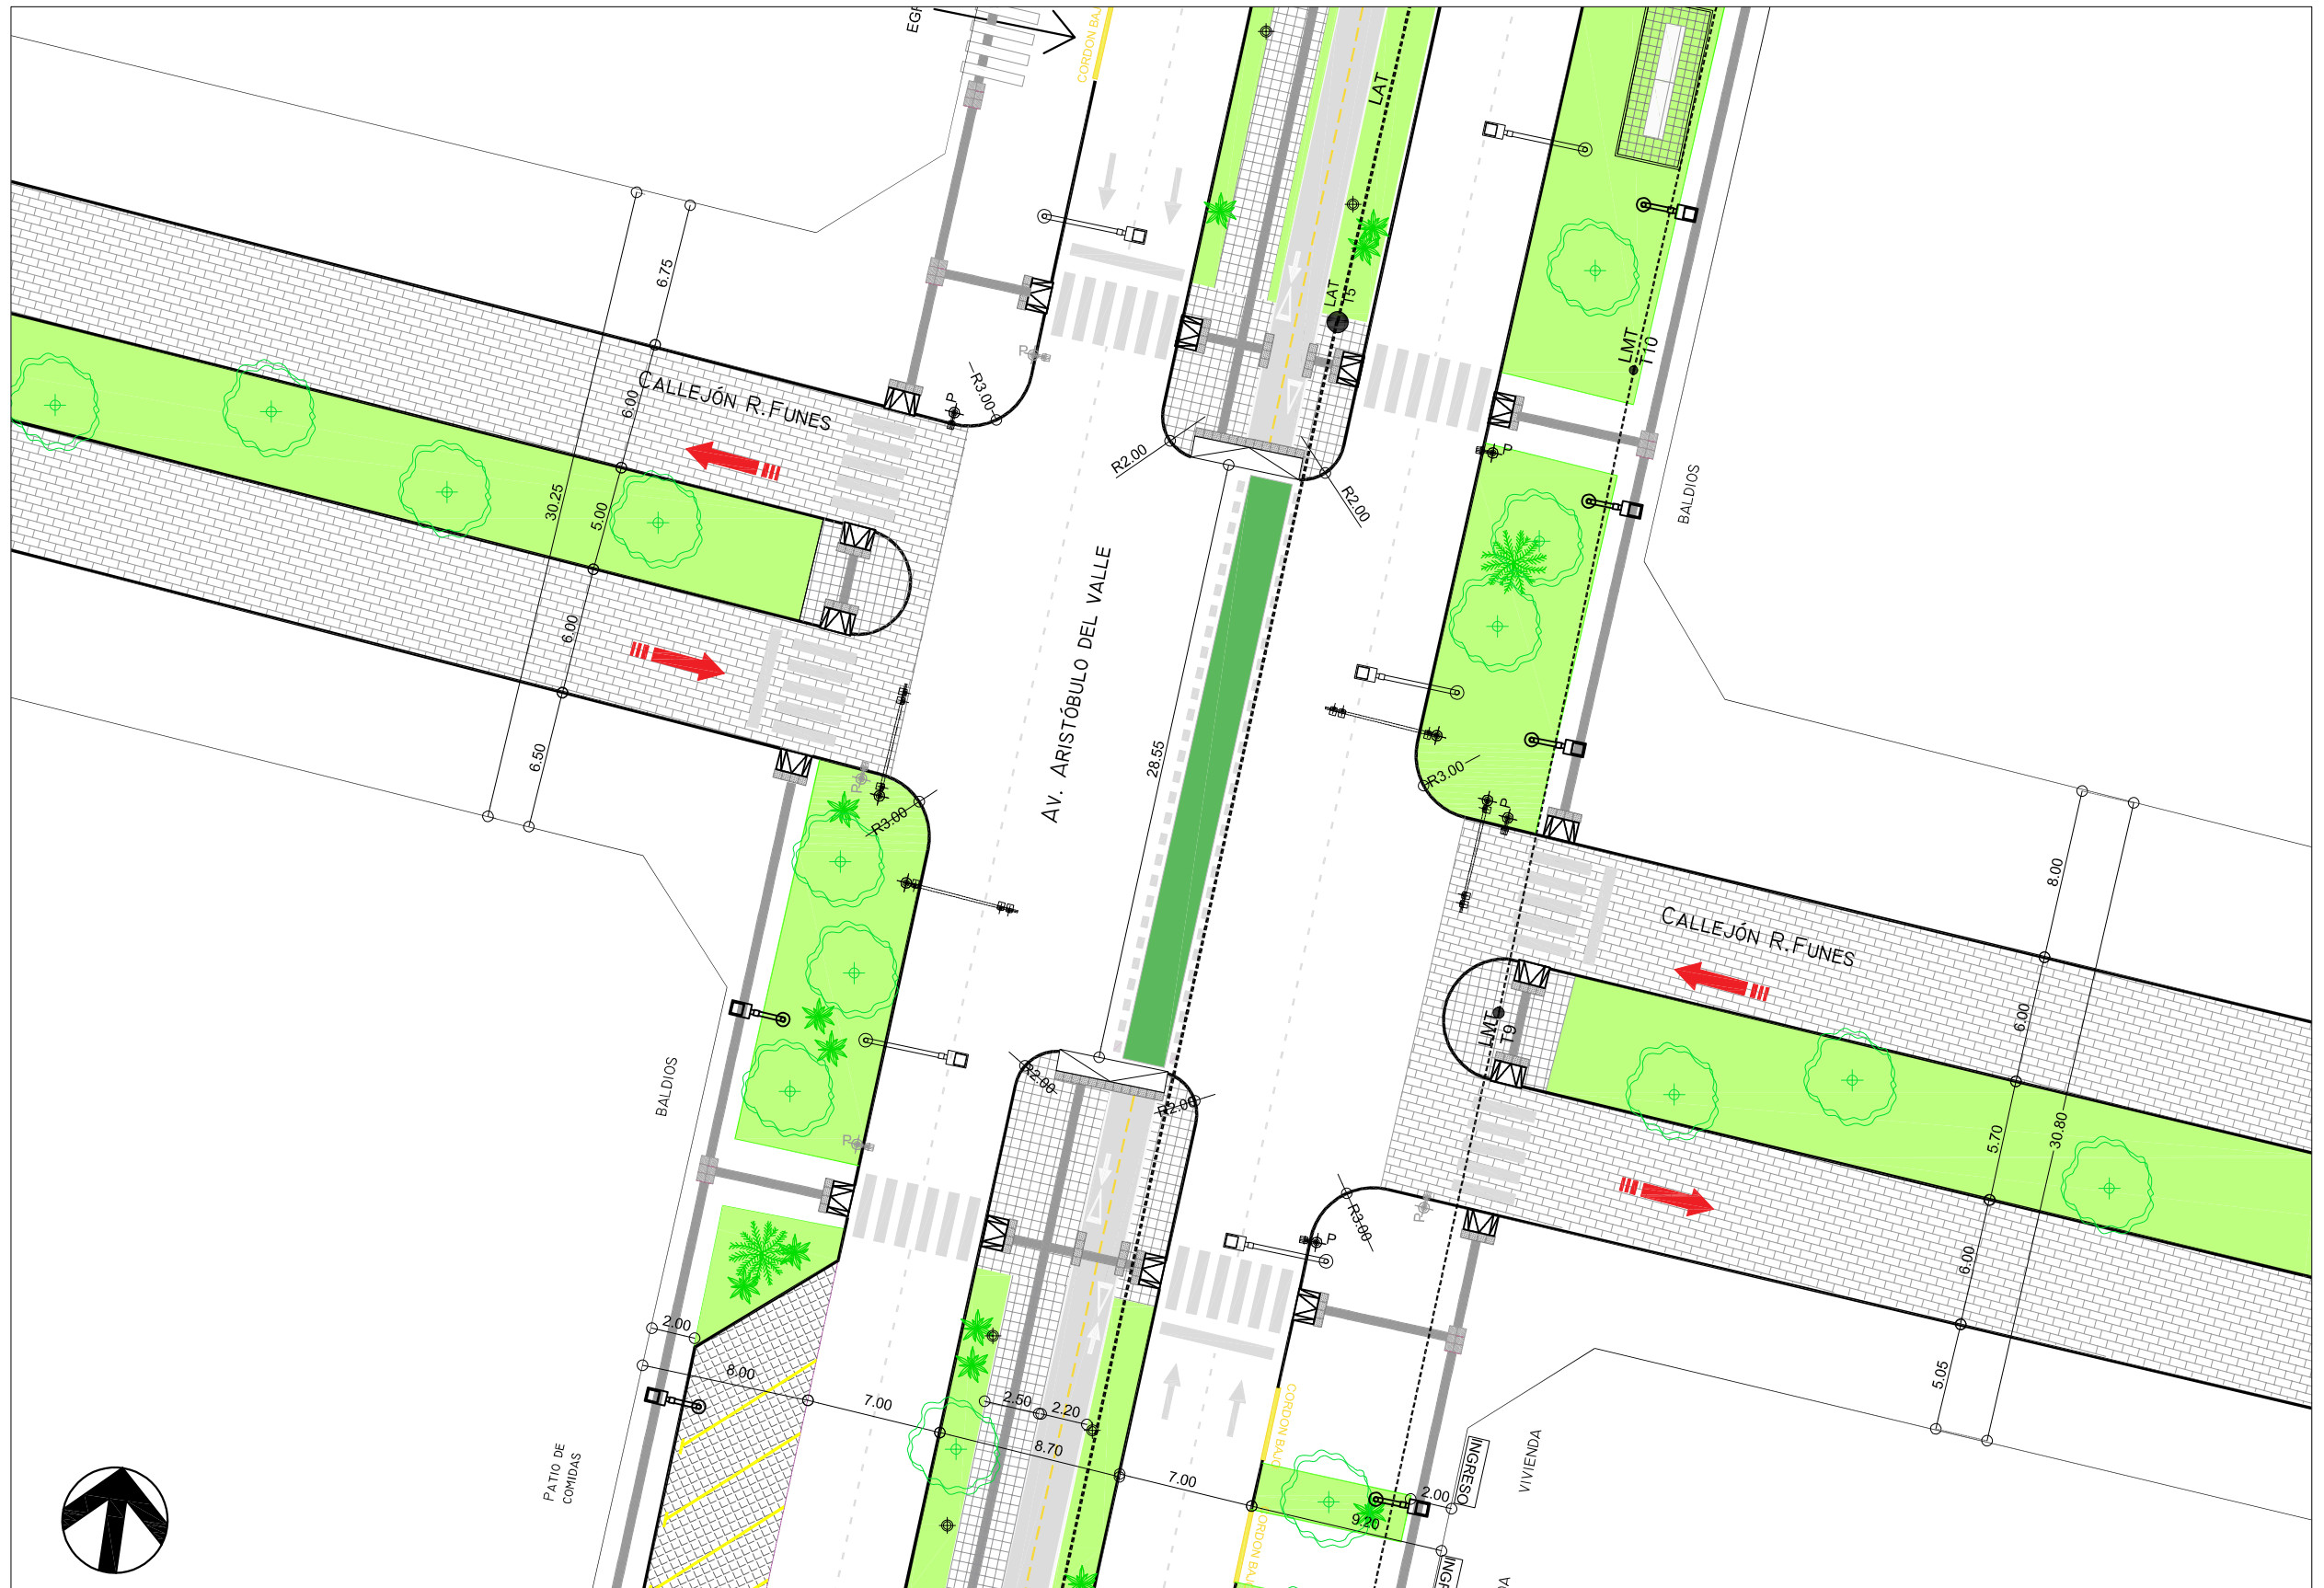 CORDON BAJ
LAT
6.75
LAT
T5
P
R3.00
CALLEJÓN R.FUNES
6.00
P
LMT
T10
R2.00
R2.00
P
BALDIOS
30.25
5.00
6.00
AV. ARISTÓBULO DEL VALLE
28.55
6.50
P
R3.00
R3.00
P
8.00
CALLEJÓN R.FUNES
6.00
LMT
T9
BALDIOS
R2.00
R2.00
P
5.70
30.80
P
R3.00
P
6.00
2.00
8.00
7.00
2.50
2.20
8.70
7.00
5.05
CORDON BAJO
INGRESO
VIVIENDA
2.00
9.20
PATIO DE
COMIDAS